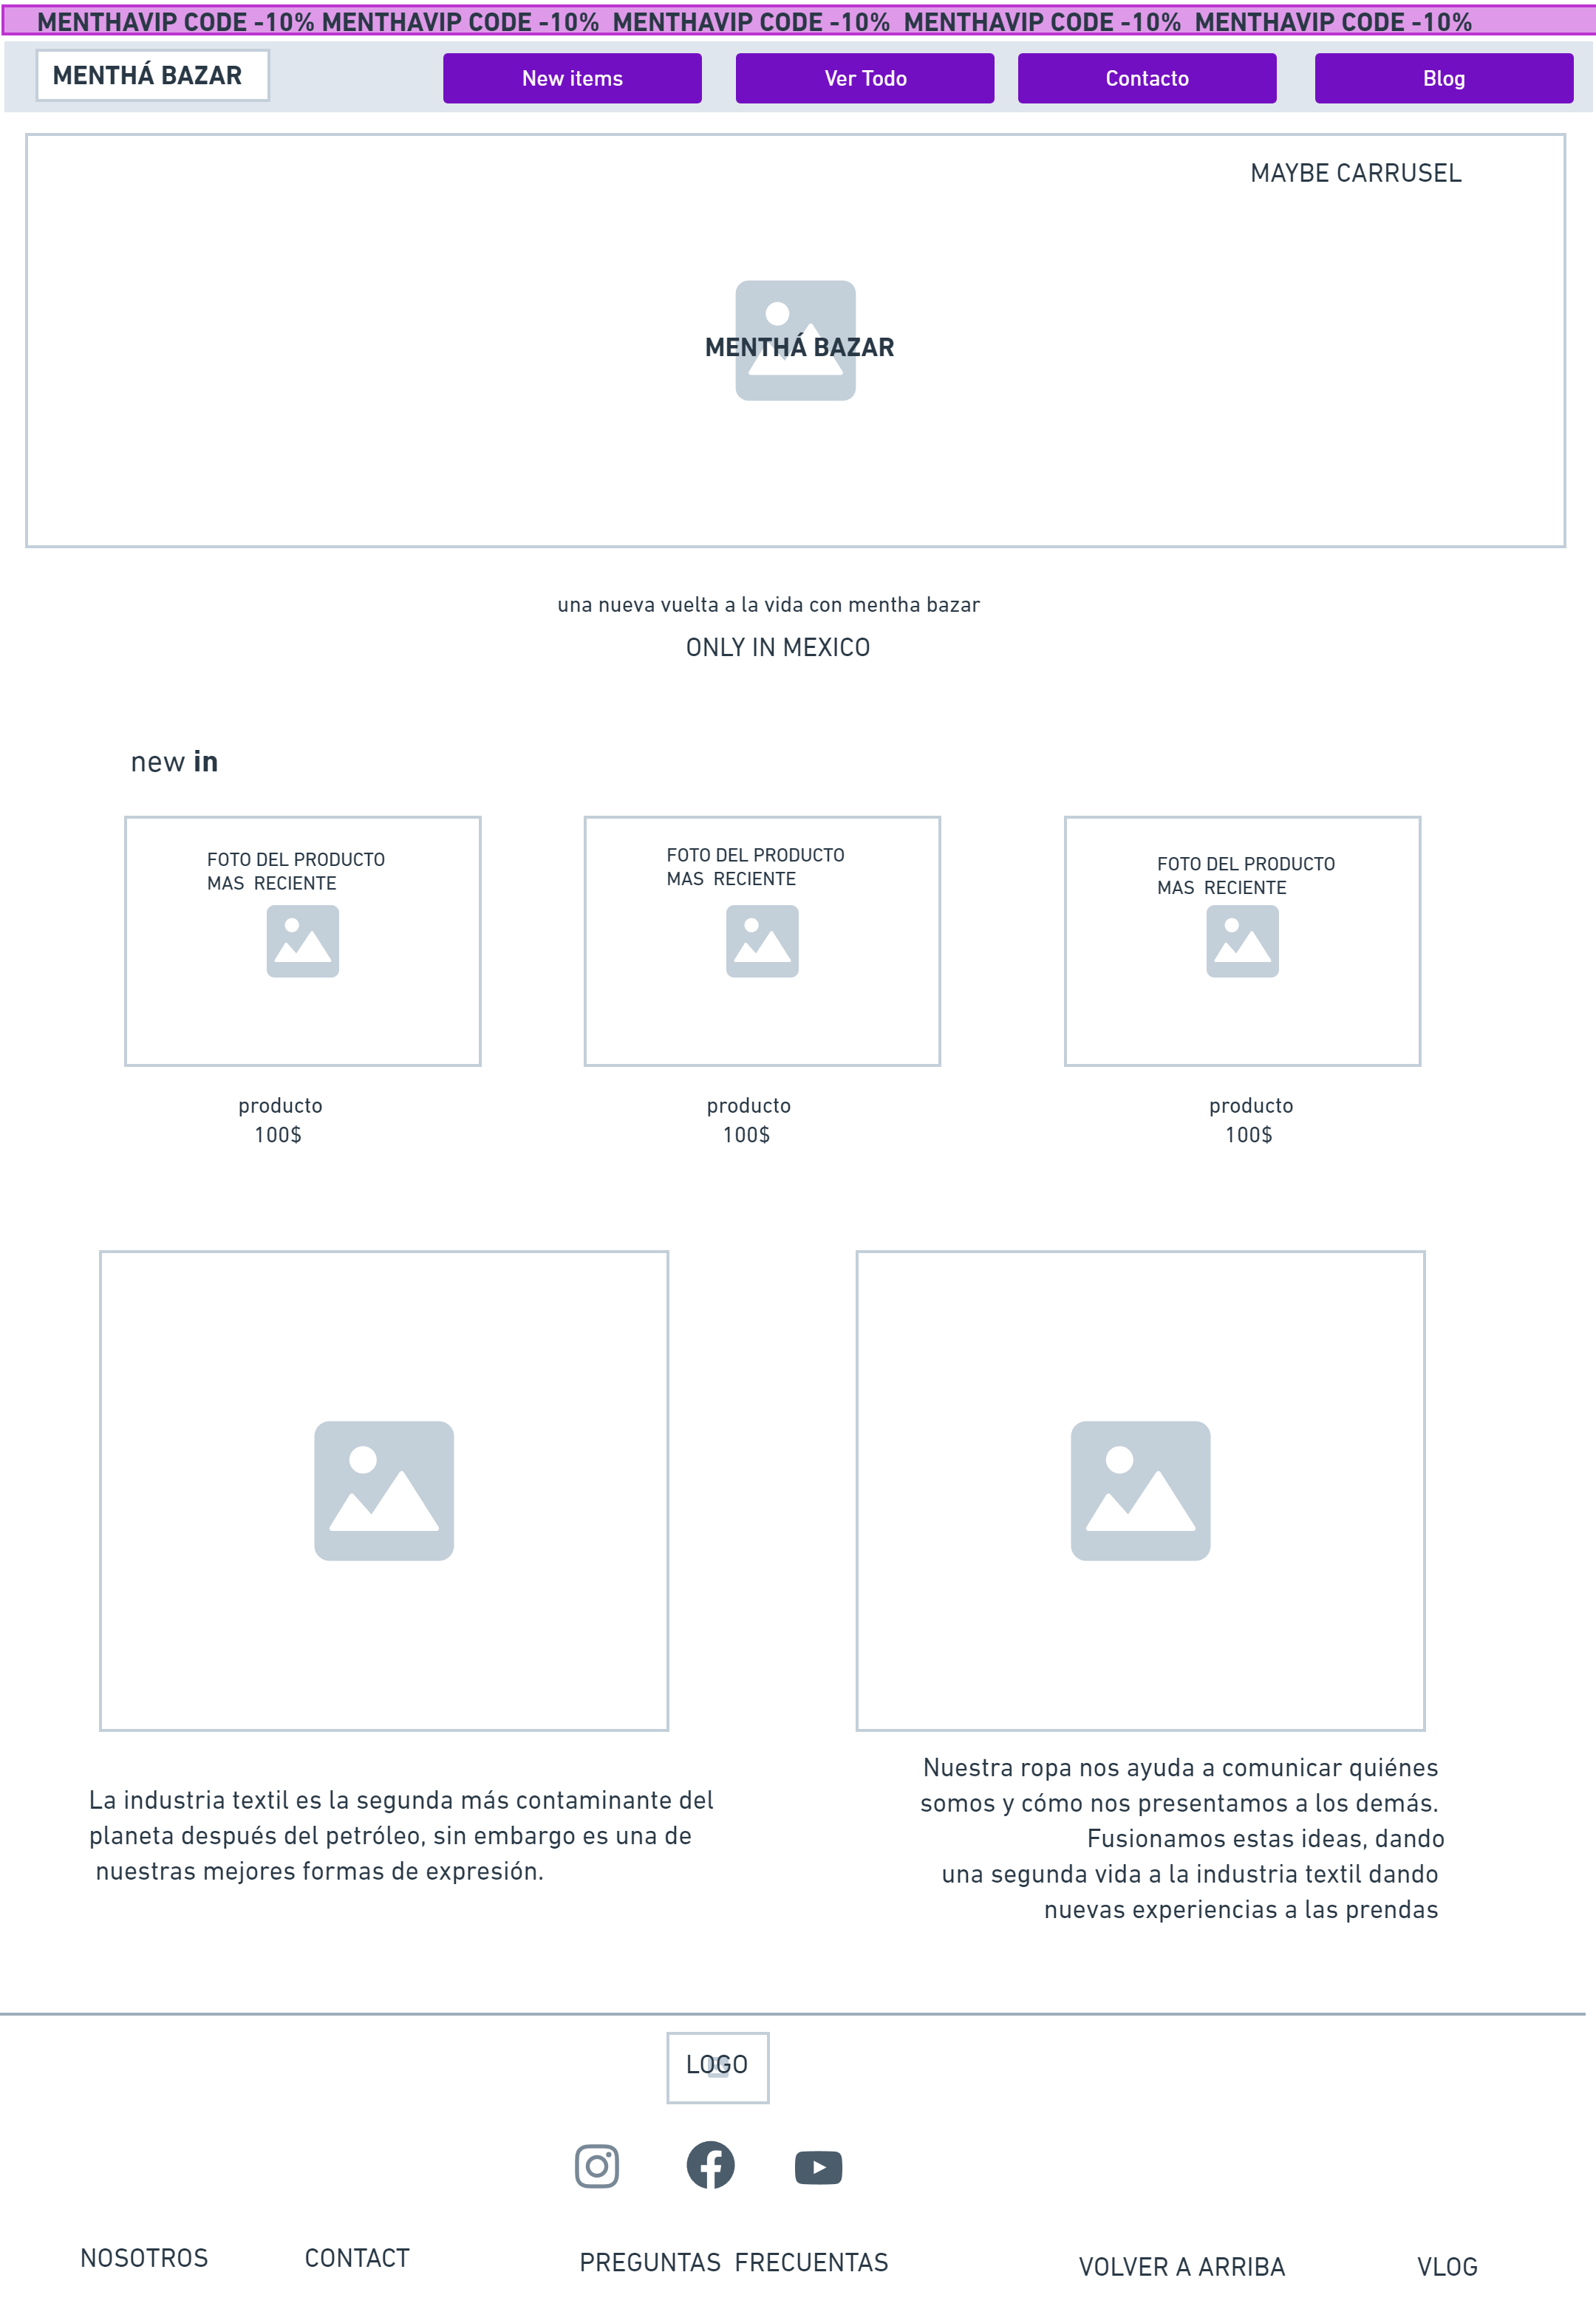 MENTHAVIP CODE -10% MENTHAVIP CODE -10% MENTHAVIP CODE -10% MENTHAVIP CODE -10% MENTHAVIP CODE -10%
MENTHÁ BAZAR
New items
Ver Todo
Contacto
Blog
MAYBE CARRUSEL
MENTHÁ BAZAR
una nueva vuelta a la vida con mentha bazar
ONLY IN MEXICO
new in
FOTO DEL PRODUCTO
MAS RECIENTE
FOTO DEL PRODUCTO
MAS RECIENTE
FOTO DEL PRODUCTO
MAS RECIENTE
producto
100$
producto
100$
producto
100$
La industria textil es la segunda más contaminante del
planeta después del petróleo, sin embargo es una de
nuestras mejores formas de expresión.
Nuestra ropa nos ayuda a comunicar quiénes
somos y cómo nos presentamos a los demás.
Fusionamos estas ideas, dando
una segunda vida a la industria textil dando
nuevas experiencias a las prendas
LOGO
NOSOTROS
CONTACT
PREGUNTAS FRECUENTAS
VOLVER A ARRIBA
VLOG